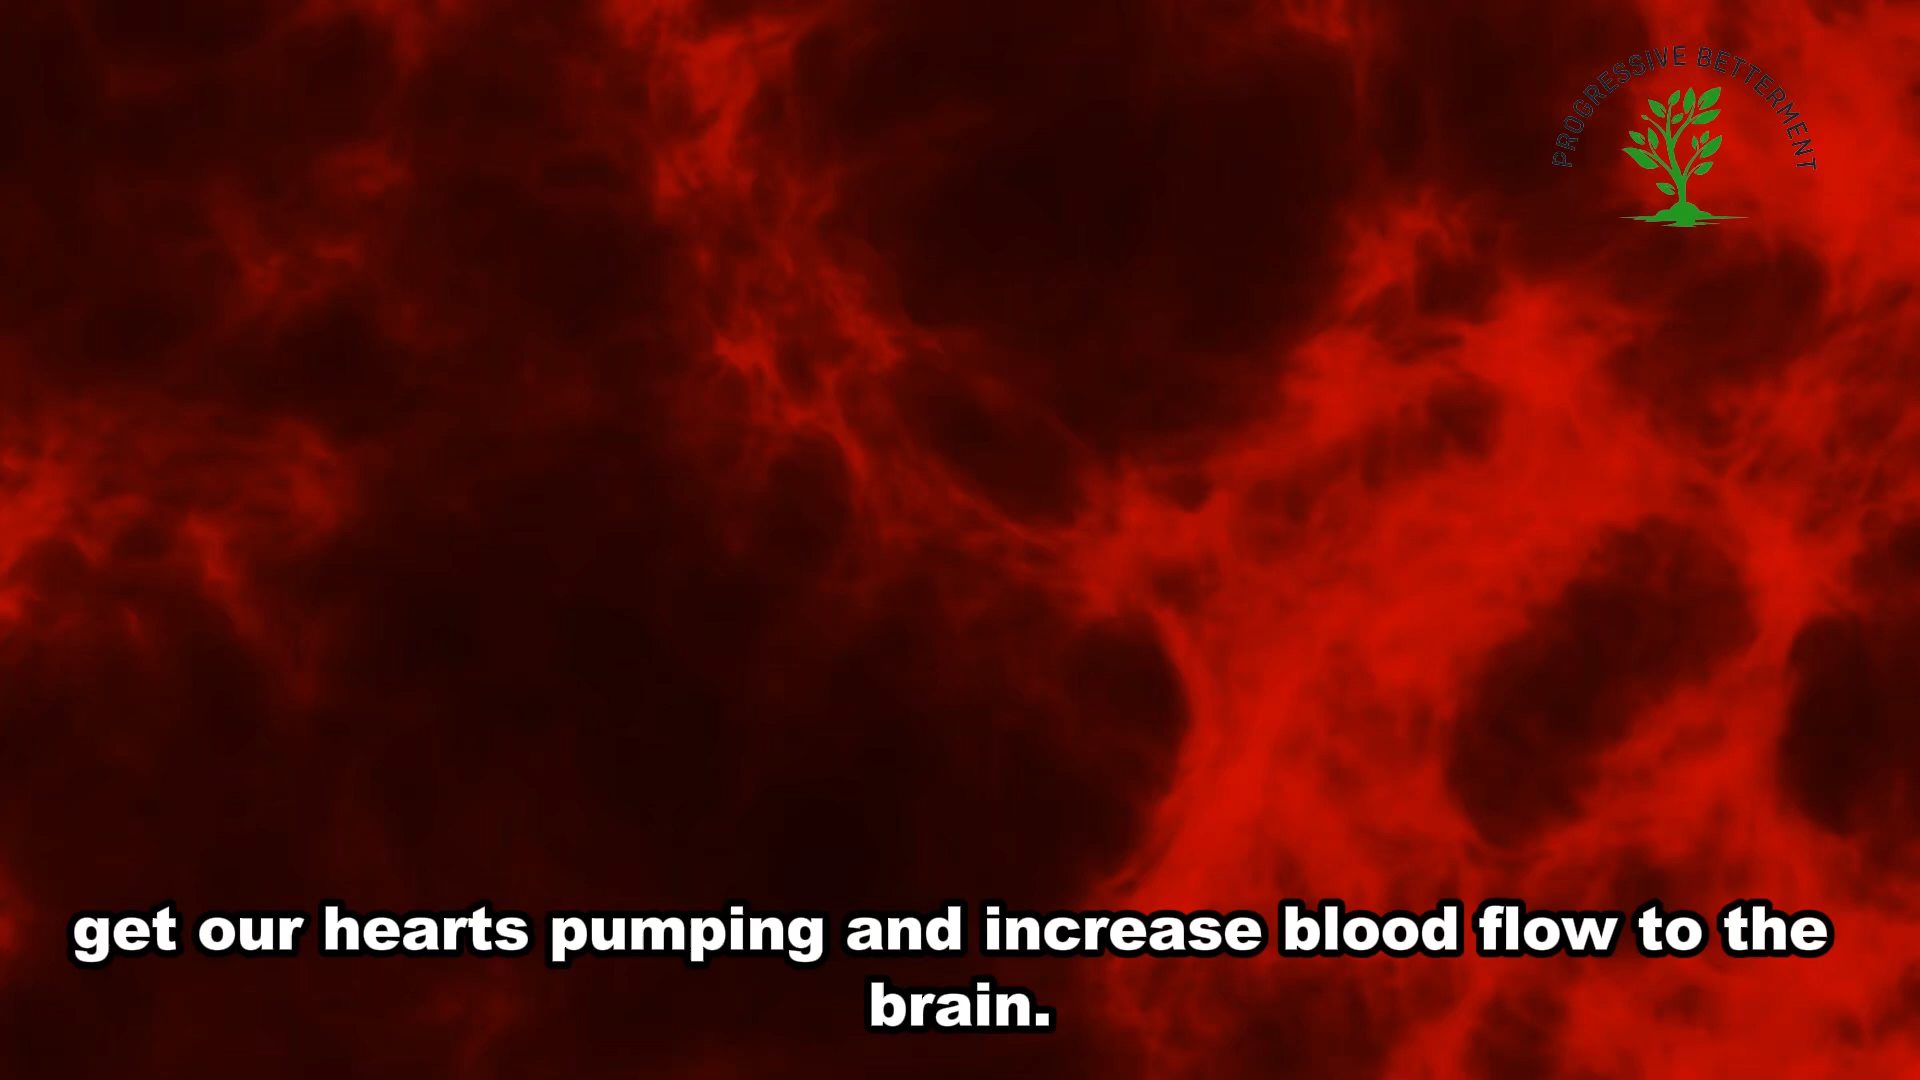 PROGRESSIVE BETTERMENT
get our hearts pumping and increase blood flow to the
brain.